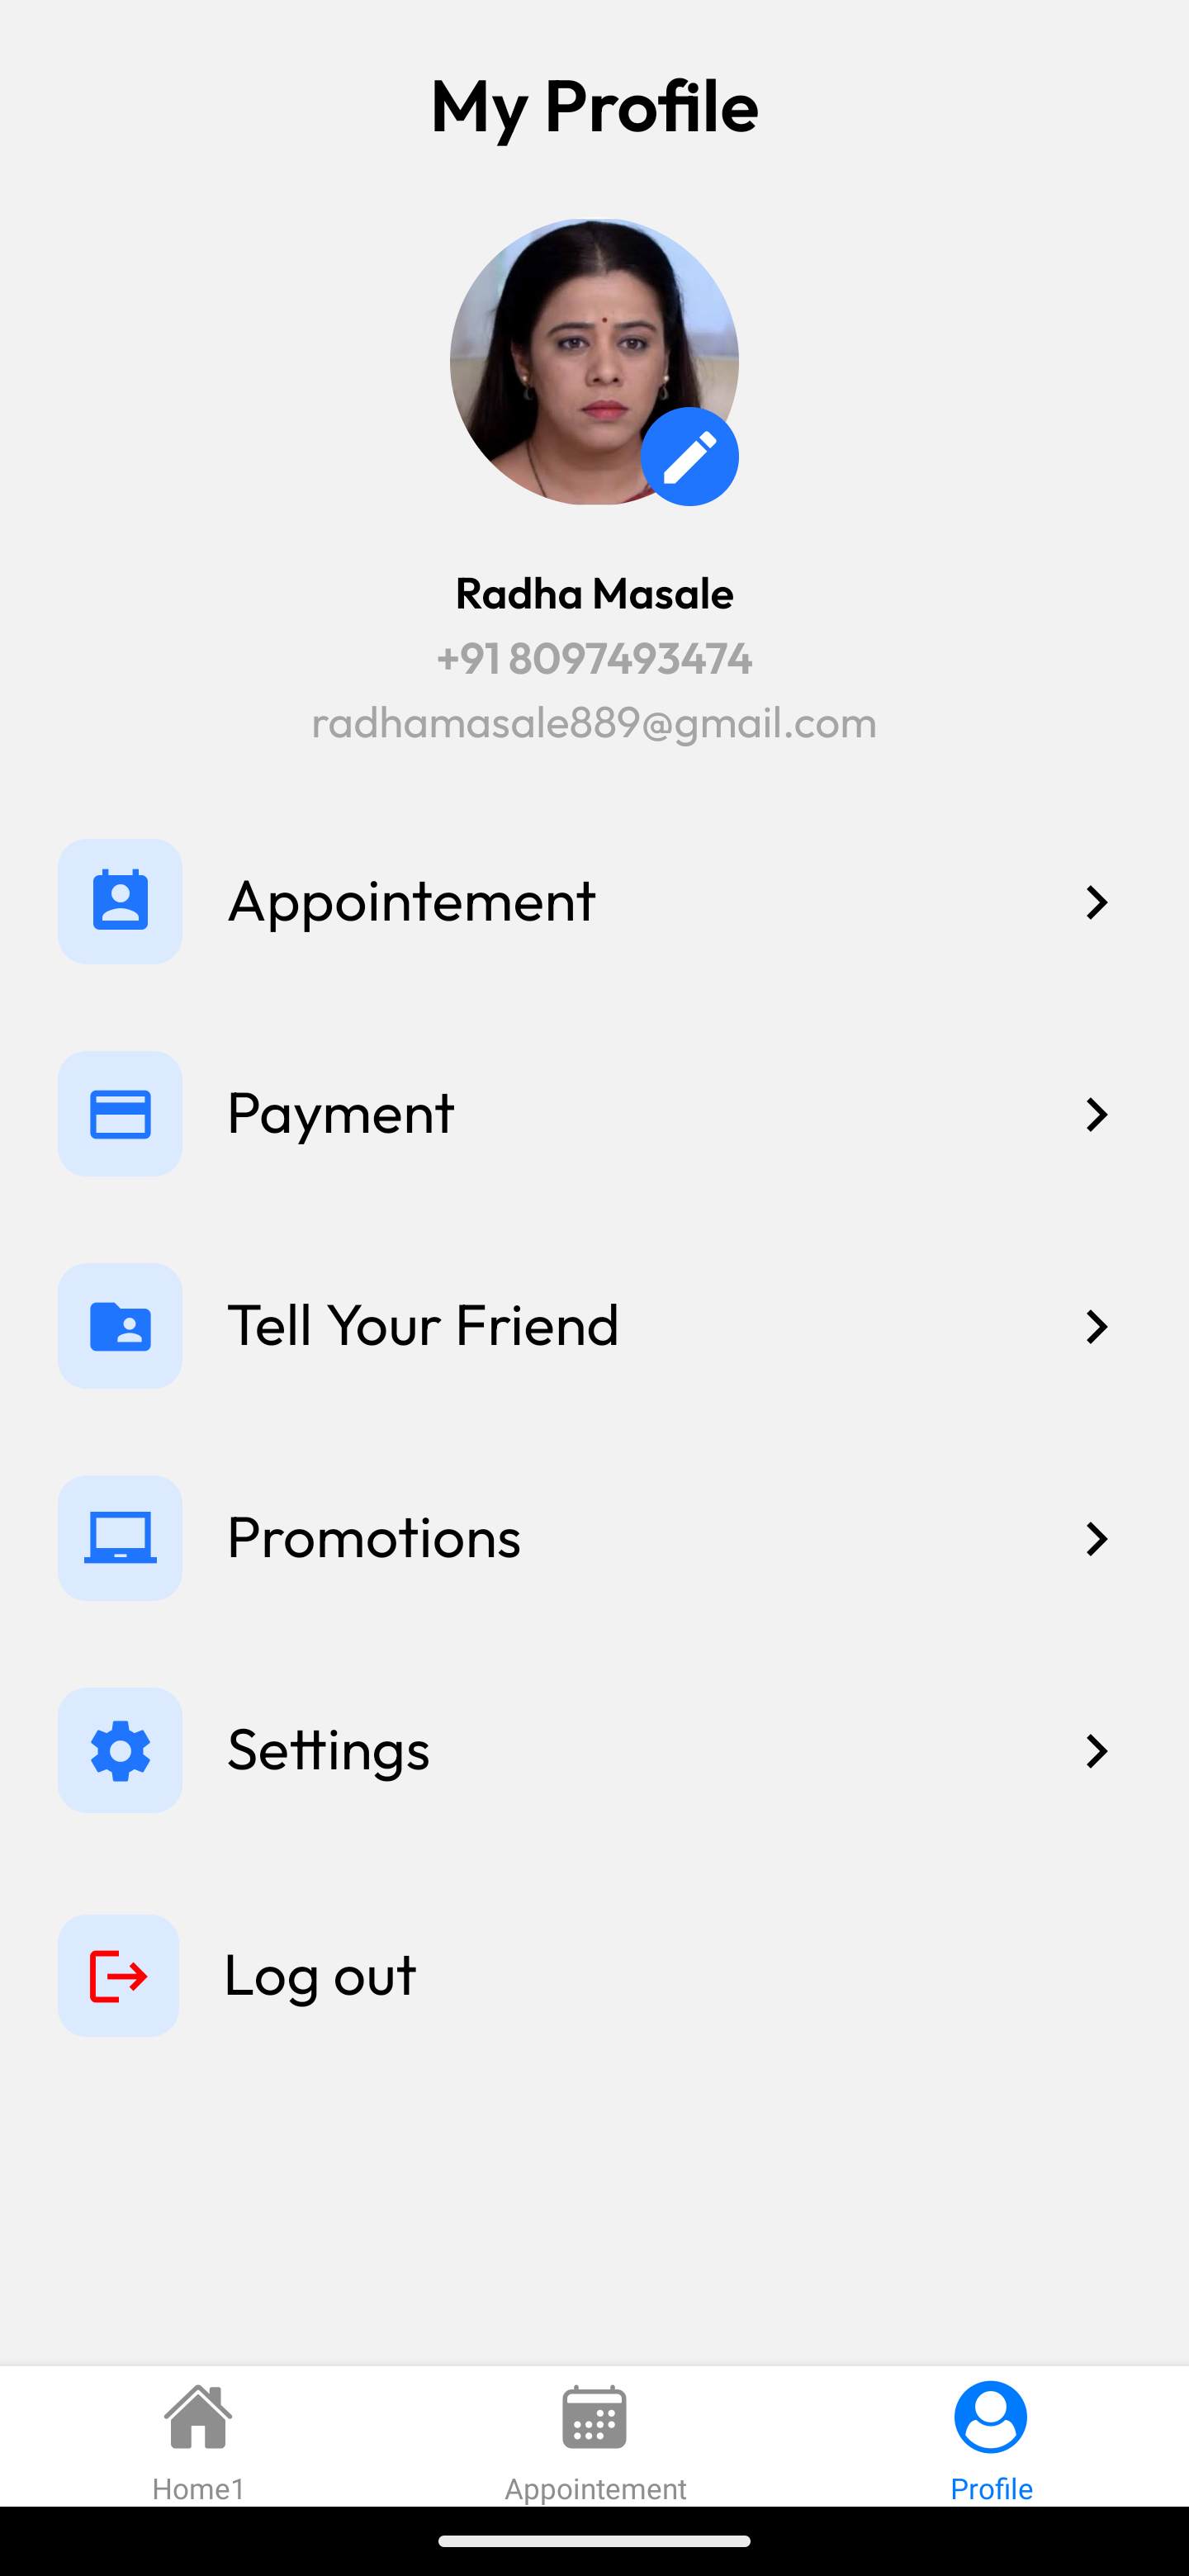 My Profile
Radha Masale
+91 8097493474
radhamasale889@gmail.com
Appointement
Payment
Tell Your Friend
Promotions
Settings
Log out
Home1
Appointement
Profile